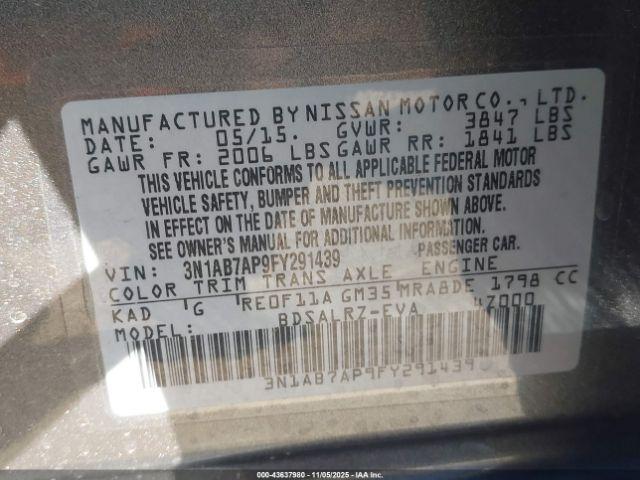 MANUFACTURED BY NISSAN MOTOR CO., LTD.
DATE: 05/15. GVWR: 3847 LBS
GAWR FR: 2006 LBS GAWR RR: 1841 LBS
THIS VEHICLE CONFORMS TO ALL APPLICABLE FEDERAL MOTOR
VEHICLE SAFETY, BUMPER AND THEFT PREVENTION STANDARDS
IN EFFECT ON THE DATE OF MANUFACTURE SHOWN ABOVE.
SEE OWNER'S MANUAL FOR ADDITIONAL INFORMATION.
VIN: 3N1AB7AP9FY291439 PASSENGER CAR.
COLOR TRIM TRANS AXLE ENGINE
KAD G RE0F11A GM35 MRA8DE 1798 CC
MODEL: BDSALRZ-EVA 47000
3N1AB7AP9FY291439
000-43637980 - 11/05/2025 - IAA Inc.